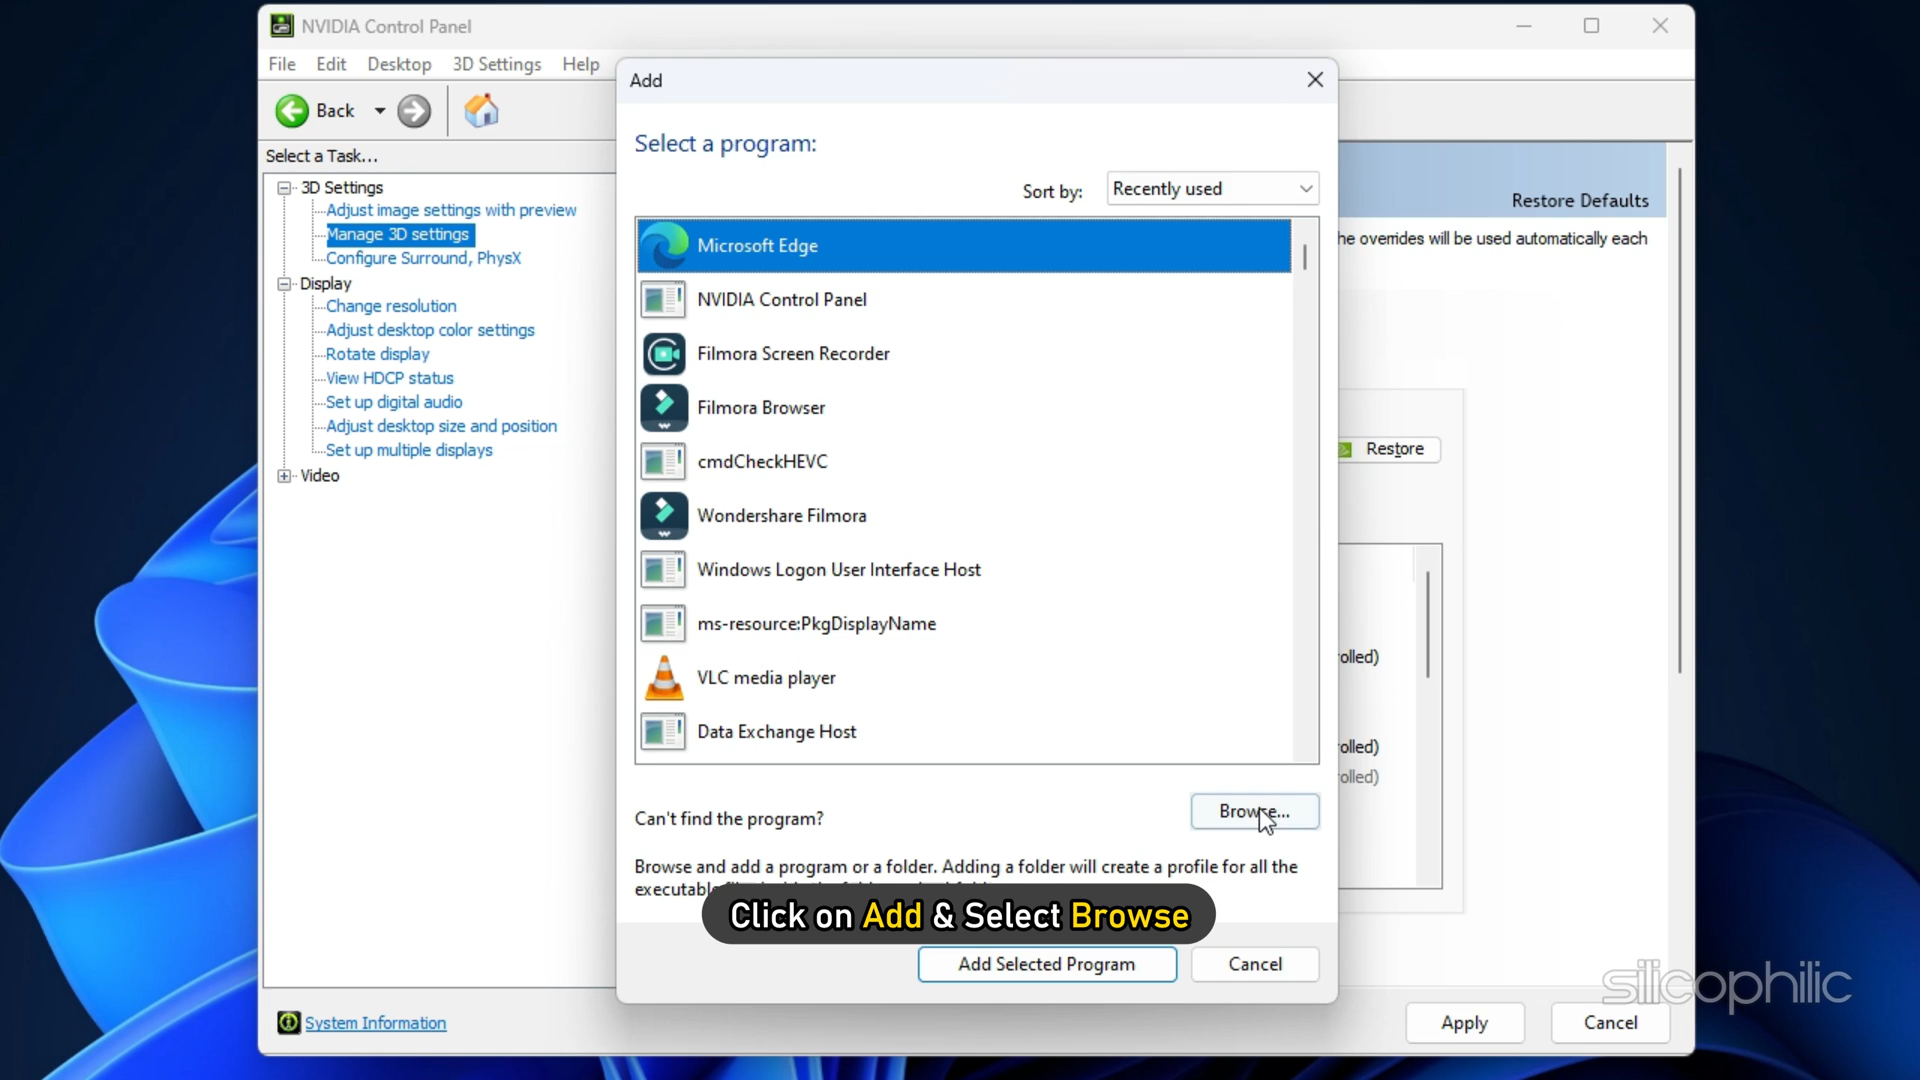 NVIDIA Control Panel
File Edit Desktop 3D Settings Help
Back
Select a Task...
3D Settings
Adjust image settings with preview
Manage 3D settings
Configure Surround, PhysX
Display
Change resolution
Adjust desktop color settings
Rotate display
View HDCP status
Set up digital audio
Adjust desktop size and position
Set up multiple displays
Video
System Information
Add
Select a program:
Sort by: Recently used
Microsoft Edge
NVIDIA Control Panel
Filmora Screen Recorder
Filmora Browser
cmdCheckHEVC
Wondershare Filmora
Windows Logon User Interface Host
ms-resource:PkgDisplayName
VLC media player
Data Exchange Host
Can't find the program?
Browse...
Browse and add a program or a folder. Adding a folder will create a profile for all the
Click on Add & Select Browse
Add Selected Program
Cancel
Restore Defaults
he overrides will be used automatically each
Restore
olled)
olled)
olled)
silicophilic
Apply
Cancel